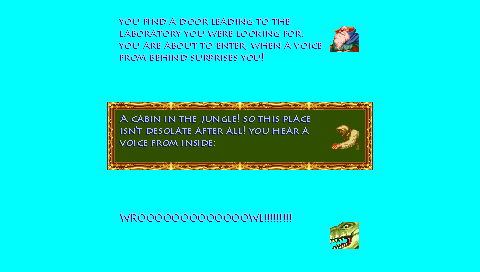 YOU FIND A DOOR LEADING TO THE
LABORATORY YOU WERE LOOKING FOR.
YOU ARE ABOUT TO ENTER, WHEN A VOICE
FROM BEHIND SURPRISES YOU!
A CABIN IN THE JUNGLE! SO THIS PLACE
ISN'T DESOLATE AFTER ALL! YOU HEAR A
VOICE FROM INSIDE:
WROOOOOOOOOOOOOWL!!!!!!!!!